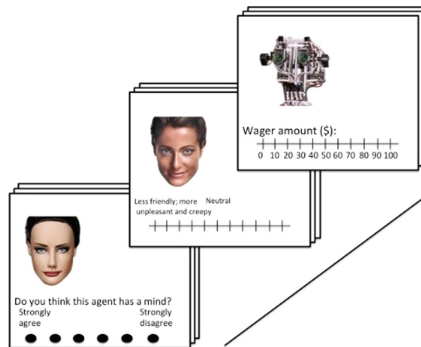 Wager amount ($):
0 10 20 30 40 50 60 70 80 90 100
Less friendly; more Neutral
unpleasant and creepy
Do you think this agent has a mind?
Strongly Strongly
agree disagree